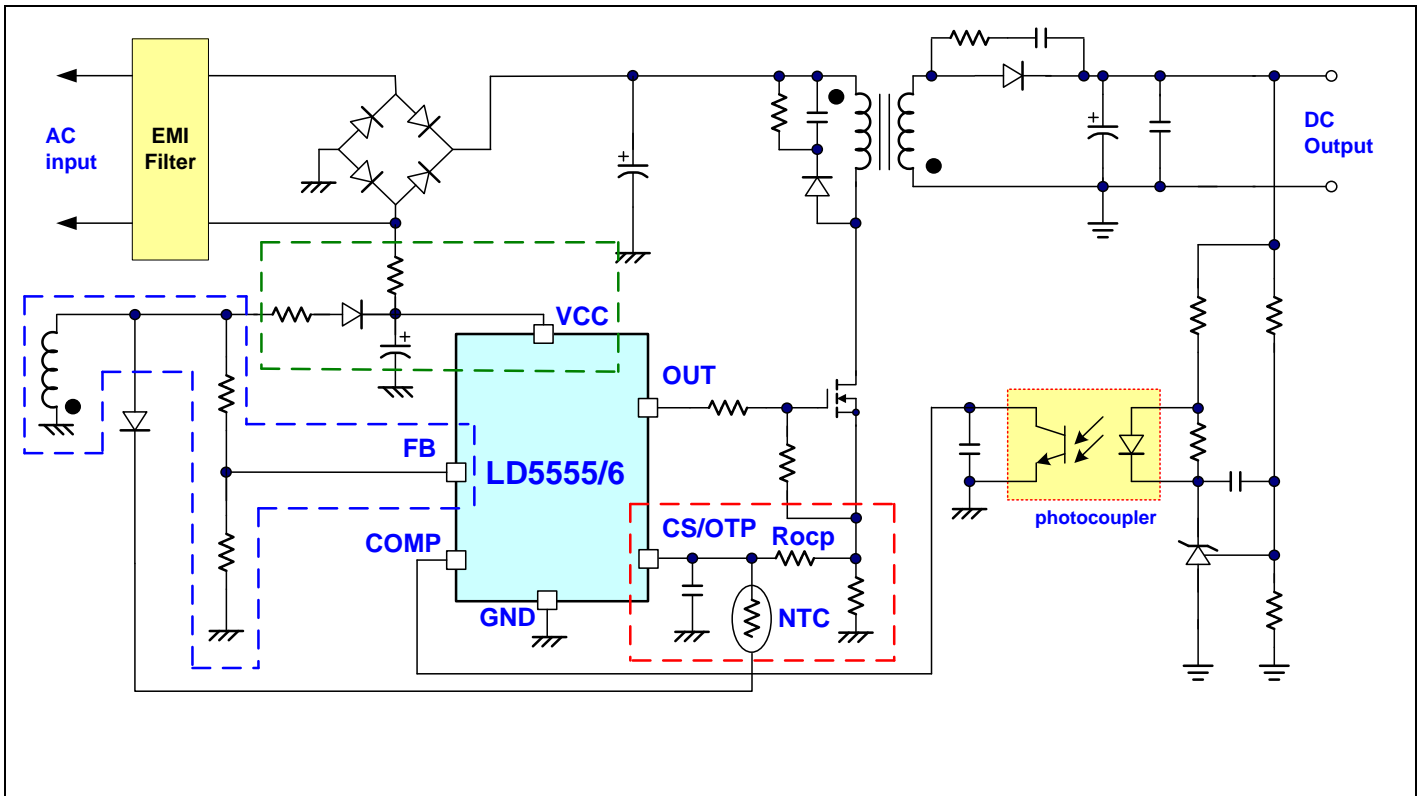 AC
input
EMI
Filter
DC
Output
VCC
OUT
FB
LD5555/6
COMP
CS/OTP
Rocp
photocoupler
GND
NTC
+
+
+